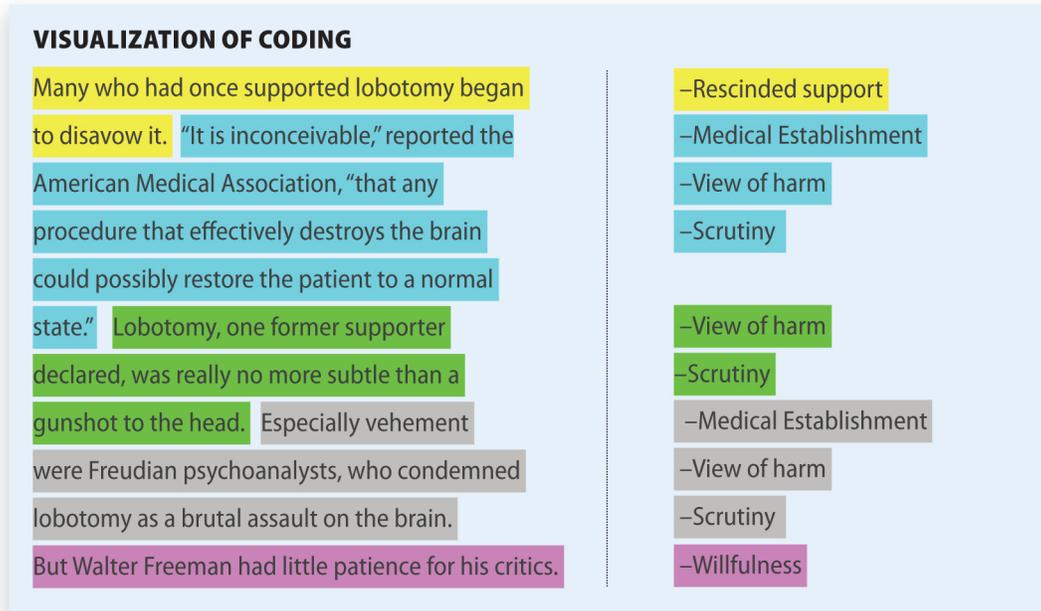 VISUALIZATION OF CODING
Many who had once supported lobotomy began
to disavow it. “It is inconceivable,” reported the
American Medical Association, “that any
procedure that effectively destroys the brain
could possibly restore the patient to a normal
state.” Lobotomy, one former supporter
declared, was really no more subtle than a
gunshot to the head. Especially vehement
were Freudian psychoanalysts, who condemned
lobotomy as a brutal assault on the brain.
But Walter Freeman had little patience for his critics.
–Rescinded support
–Medical Establishment
–View of harm
–Scrutiny
–View of harm
–Scrutiny
–Medical Establishment
–View of harm
–Scrutiny
–Willfulness